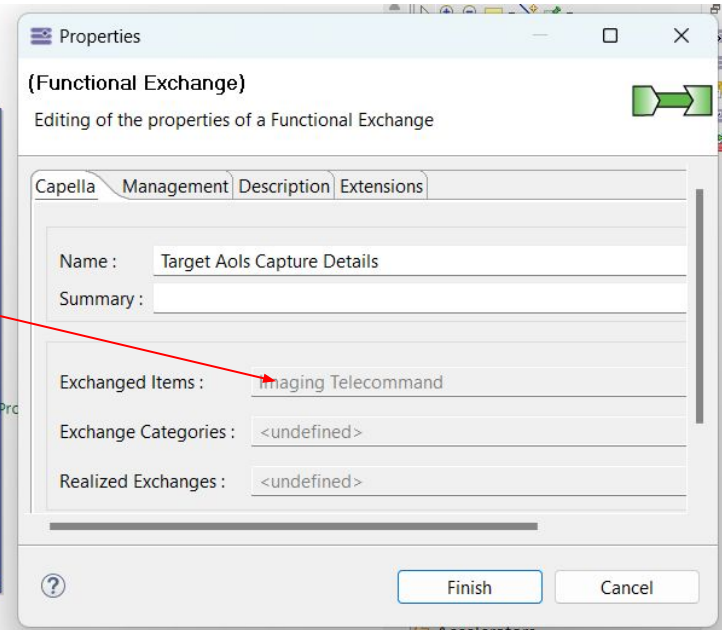 Properties
(Functional Exchange)
Editing of the properties of a Functional Exchange
Capella Management Description Extensions
Name : Target AoIs Capture Details
Summary :
Exchanged Items : Imaging Telecommand
Exchange Categories : <undefined>
Realized Exchanges : <undefined>
Finish Cancel